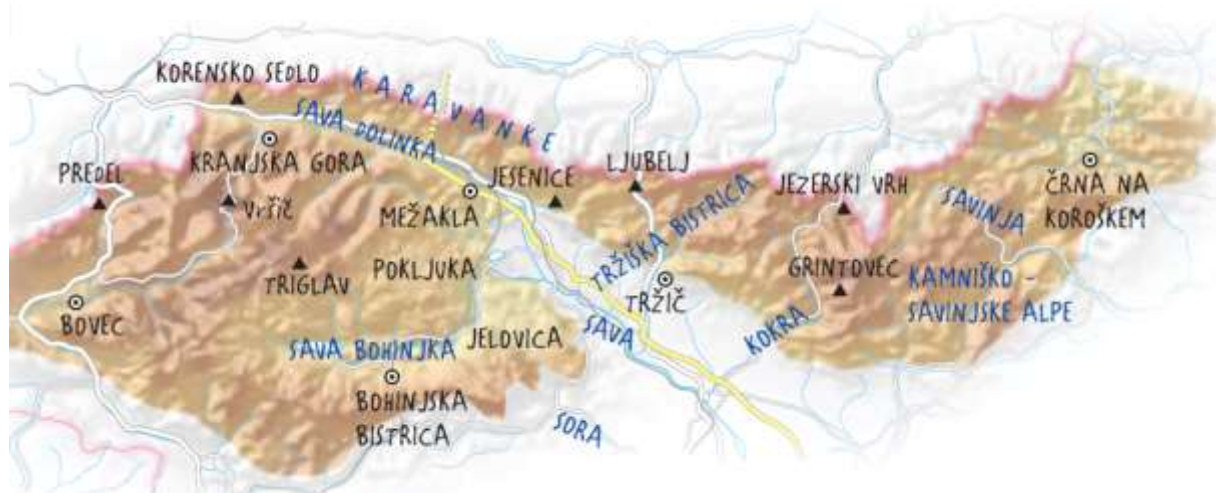 KORENSKO SEDLO
KARAVANKE
SAVA DOLINKA
KRANJSKA GORA
PREDEL
VRŠIČ
JESENICE
MEŽAKLA
LJUBELJ
TRŽIŠKA BISTRICA
JEZERSKI VRH
SAVINJA
ČRNA NA
KOROŠKEM
TRIGLAV
POKLJUKA
GRINTOVEC
KAMNIŠKO -
SAVINJSKE ALPE
BOVEC
TRŽIČ
SAVA
KOKRA
SAVA BOHINJKA
JELOVICA
BOHINJSKA
BISTRICA
SORA